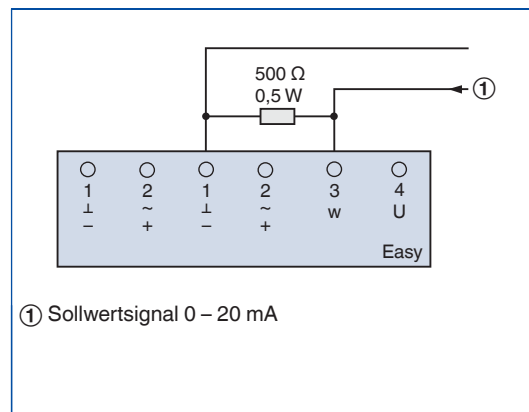 500 Ω
0,5 W
①
1 2 1 2 3 4
⊥ ~ ⊥ ~ w U
– + – +
Easy
① Sollwertsignal 0 – 20 mA